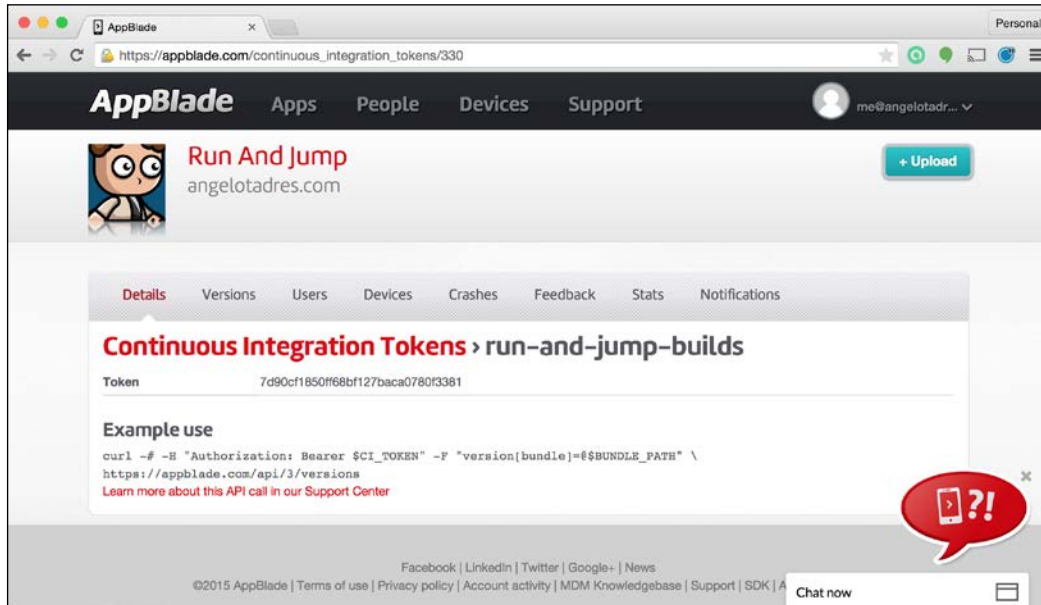 AppBlade
Personal
https://appblade.com/continuous_integration_tokens/330
AppBlade Apps People Devices Support me@angelotadr...
Run And Jump
+ Upload
angelotadres.com
Details Versions Users Devices Crashes Feedback Stats Notifications
Continuous Integration Tokens › run-and-jump-builds
Token 7d90cf1850ff68bf127baca0780f3381
Example use
curl -# -H "Authorization: Bearer $CI_TOKEN" -F "version[bundle]=@$BUNDLE_PATH" \
https://appblade.com/api/3/versions
Learn more about this API call in our Support Center
?!
Facebook | LinkedIn | Twitter | Google+ | News
©2015 AppBlade | Terms of use | Privacy policy | Account activity | MDM Knowledgebase | Support | SDK | A
Chat now